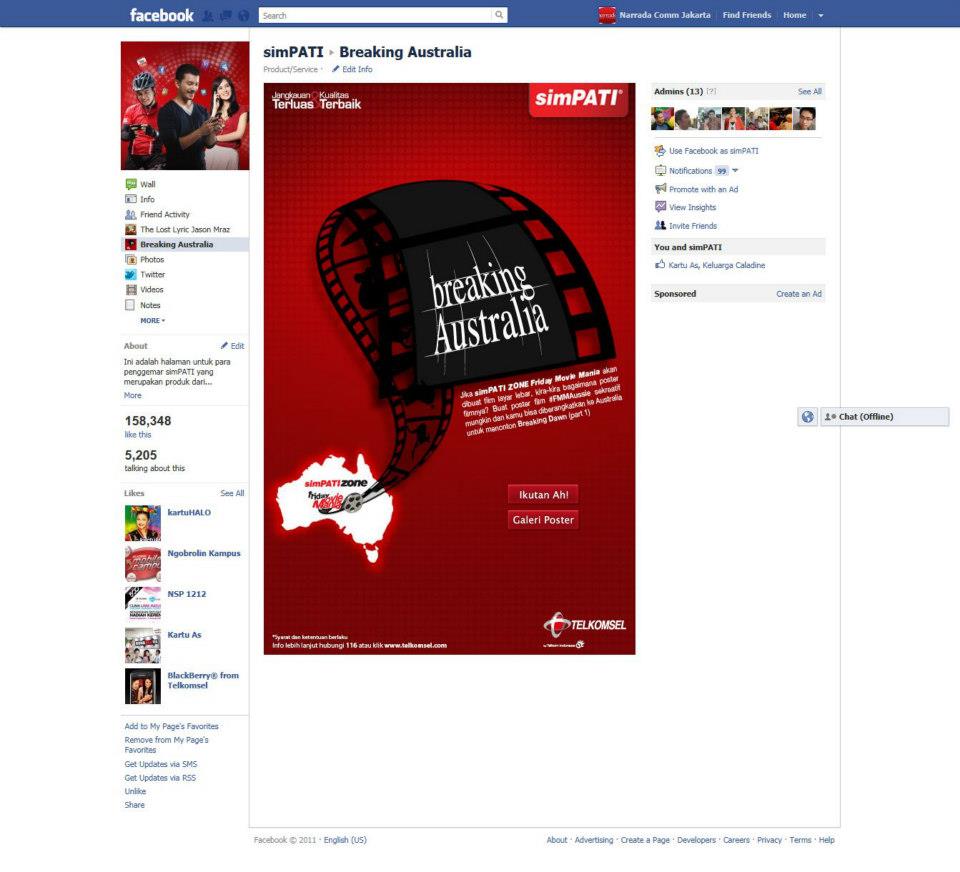 facebook
Search
Narrada Comm Jakarta
Find Friends
Home
simPATI ▸ Breaking Australia
Product/Service ·
Edit Info
Wall
Info
Friend Activity
The Lost Lyric Jason Mraz
Breaking Australia
Photos
Twitter
Videos
Notes
MORE
About
Edit
Ini adalah halaman untuk para
penggemar simPATI yang
merupakan produk dari...
More
158,348
like this
5,205
talking about this
Likes
See All
kartuHALO
Ngobrolin Kampus
NSP 1212
Kartu As
BlackBerry® from
Telkomsel
Add to My Page's Favorites
Remove from My Page's
Favorites
Get Updates via SMS
Get Updates via RSS
Unlike
Share
Jangkauan & Kualitas
Terluas Terbaik
simPATI®
breaking
Australia
Jika simPATI ZONE Friday Movie Mania akan
dibuat film layar lebar, kira-kira bagaimana poster
filmnya? Buat poster film #FMMAussie sekreatif
mungkin dan kamu bisa diberangkatkan ke Australia
untuk manonton Breaking Dawn (part 1)
simPATI zone
friday
Movie
Mania
Ikutan Ah!
Galeri Poster
*Syarat dan ketentuan berlaku
Info lebih lanjut hubungi 116 atau klik www.telkomsel.com
TELKOMSEL
Admins (13) [?]
See All
Use Facebook as simPATI
Notifications 99
Promote with an Ad
View Insights
Invite Friends
You and simPATI
Kartu As, Keluarga Caladine
Sponsored
Create an Ad
Chat (Offline)
Facebook © 2011 · English (US)
About · Advertising · Create a Page · Developers · Careers · Privacy · Terms · Help